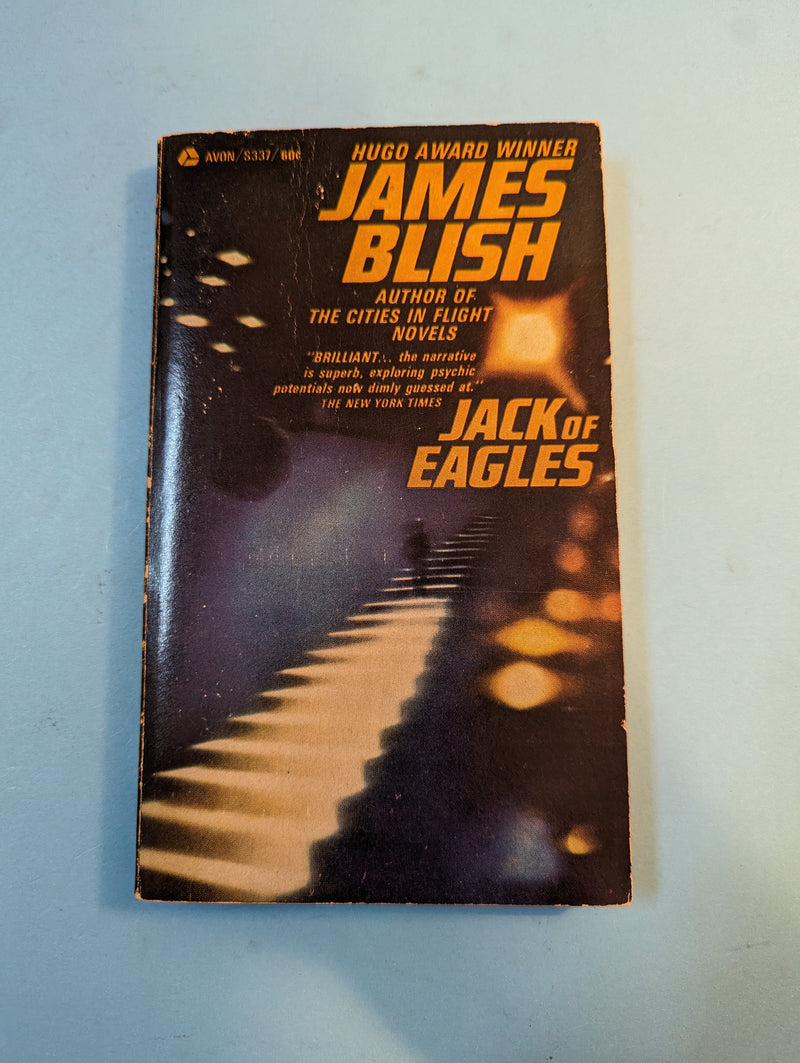 AVON/S337/60¢
HUGO AWARD WINNER
JAMES
BLISH
AUTHOR OF
THE CITIES IN FLIGHT
NOVELS
"BRILLIANT... the narrative
is superb, exploring psychic
potentials now dimly guessed at."
THE NEW YORK TIMES
JACK OF
EAGLES